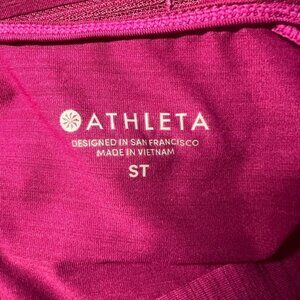 ATHLETA
DESIGNED IN SAN FRANCISCO
MADE IN VIETNAM
ST